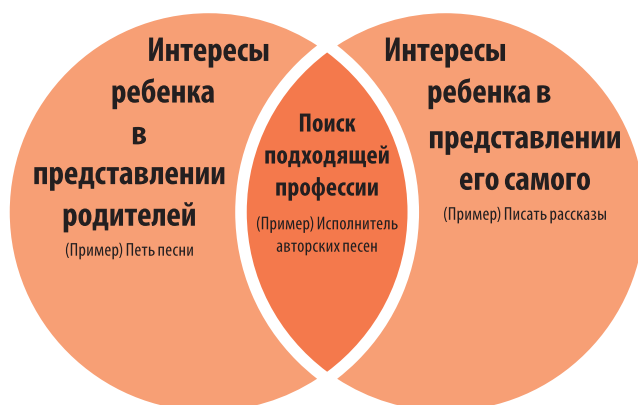 Интересы
ребенка
в
представлении
родителей
(Пример) Петь песни
Поиск
подходящей
профессии
(Пример) Исполнитель
авторских песен
Интересы
ребенка в
представлении
его самого
(Пример) Писать рассказы